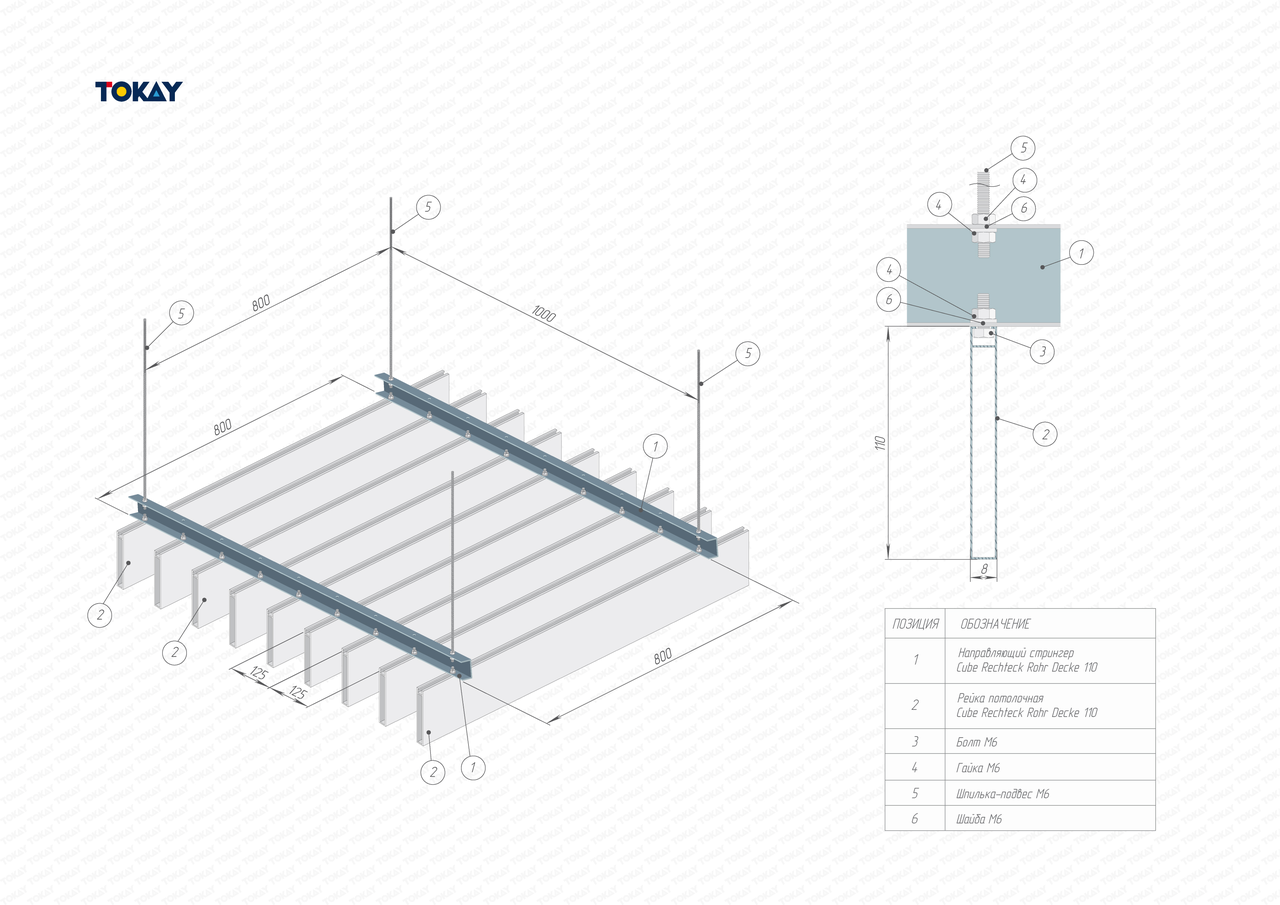 TOKAY
5
5
800
1000
5
800
1
2
2
125
125
800
2
1
5
4
4
6
1
4
6
3
110
2
8
ПОЗИЦИЯ ОБОЗНАЧЕНИЕ
1 Направляющий стрингер
Cube Rechteck Rohr Decke 110
2 Рейка потолочная
Cube Rechteck Rohr Decke 110
3 Болт М6
4 Гайка М6
5 Шпилька-подвес М6
6 Шайба М6